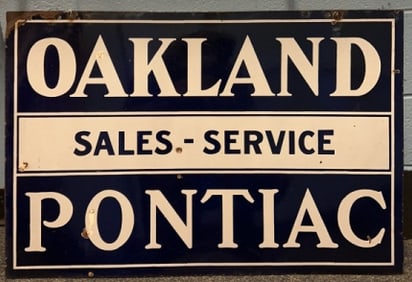 OAKLAND
SALES - SERVICE
PONTIAC